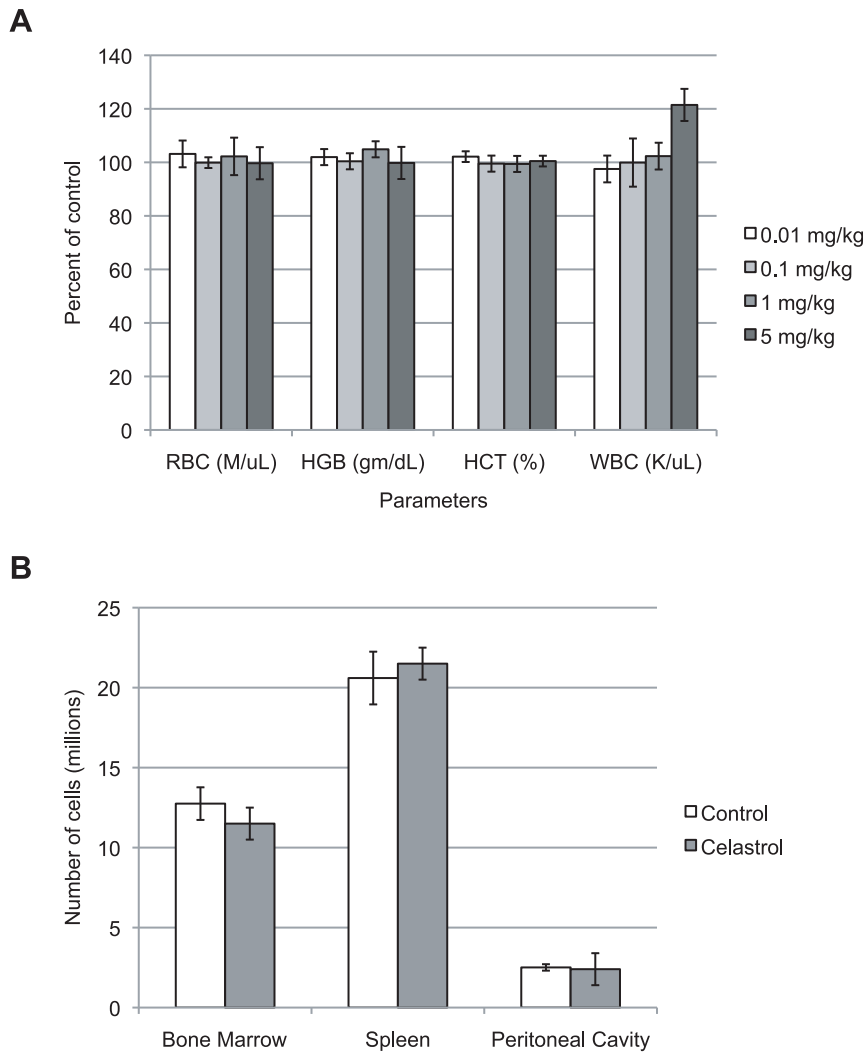 A
140
120
100
80
60
40
20
0
Percent of control
RBC (M/uL) HGB (gm/dL) HCT (%) WBC (K/uL)
Parameters
0.01 mg/kg
0.1 mg/kg
1 mg/kg
5 mg/kg
B
25
20
15
10
5
0
Number of cells (millions)
Bone Marrow Spleen Peritoneal Cavity
Control
Celastrol